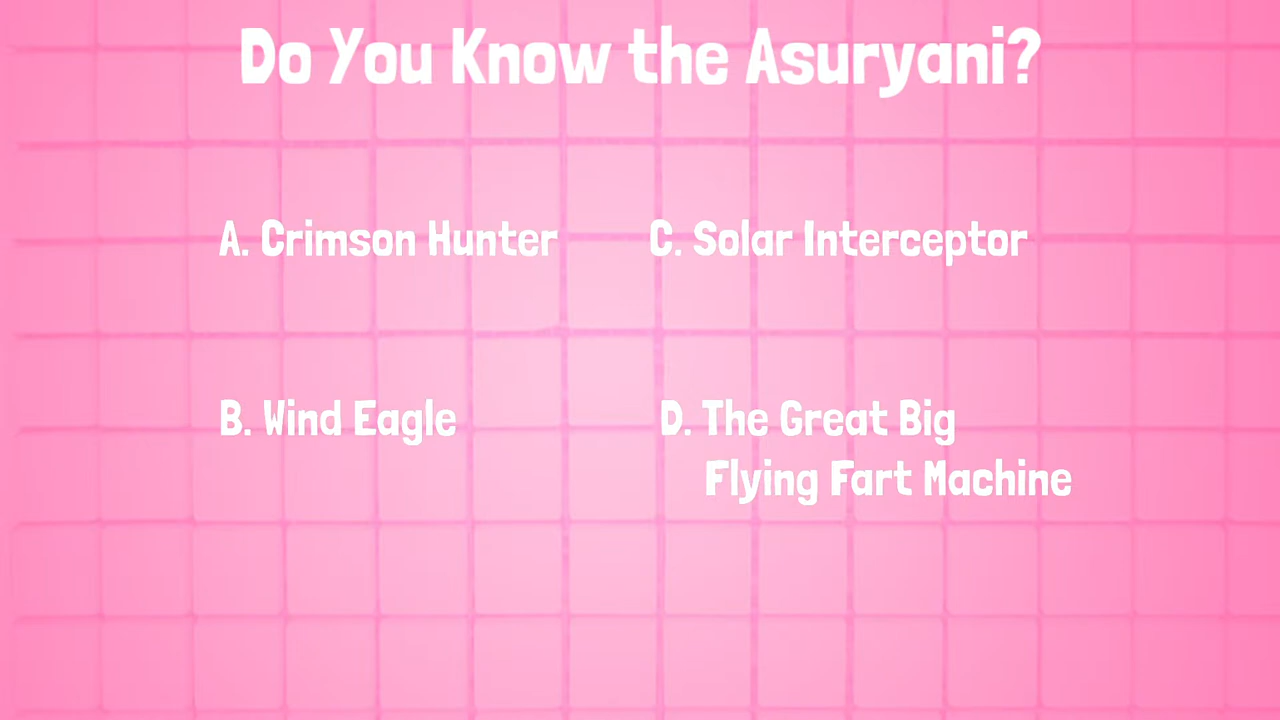 Do You Know the Asuryani?
A. Crimson Hunter
C. Solar Interceptor
B. Wind Eagle
D. The Great Big
Flying Fart Machine